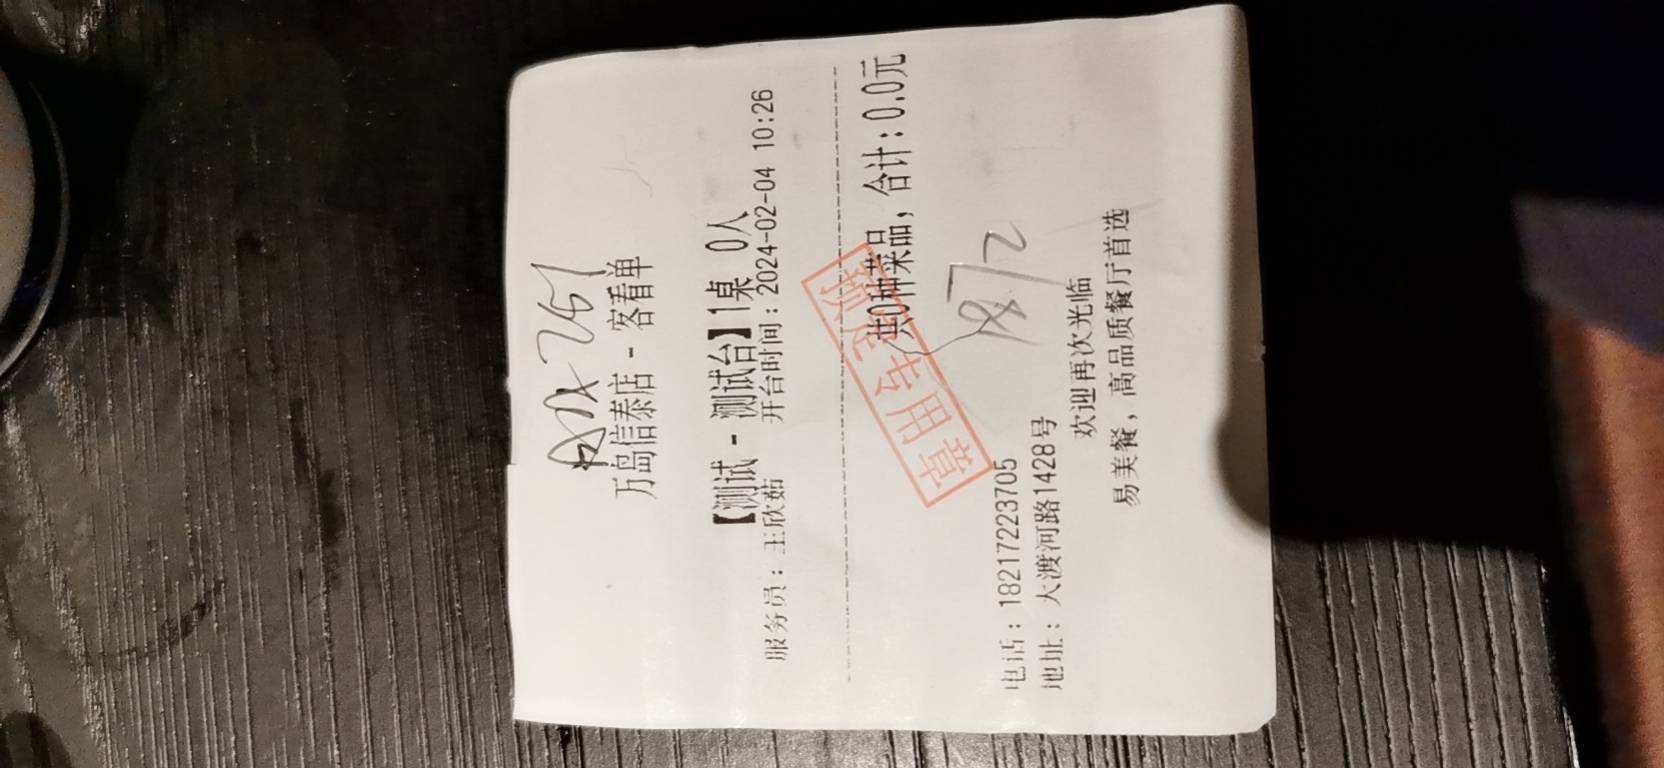 万岛信泰店 - 客看单
【测试 - 测试台】1桌 0人
服务员：王欣茹 开台时间：2024-02-04 10:26
共0种菜品，合计：0.0元
专用章
电话：18217223705
地址：大渡河路1428号
欢迎再次光临
易美餐，高品质餐厅首选